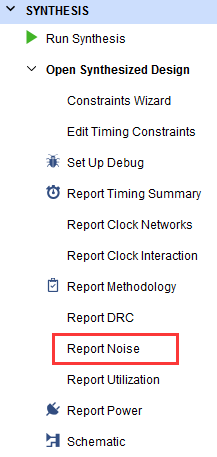 SYNTHESIS
Run Synthesis
Open Synthesized Design
Constraints Wizard
Edit Timing Constraints
Set Up Debug
Report Timing Summary
Report Clock Networks
Report Clock Interaction
Report Methodology
Report DRC
Report Noise
Report Utilization
Report Power
Schematic